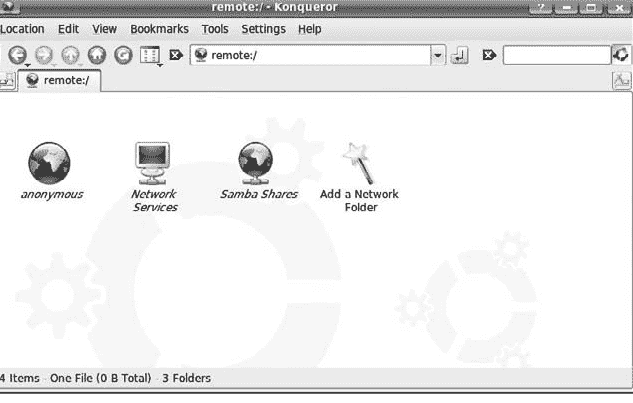 remote:/ - Konqueror
Location Edit View Bookmarks Tools Settings Help
remote:/
remote:/
anonymous
Network
Services
Samba Shares
Add a Network
Folder
4 Items - One File (0 B Total) - 3 Folders